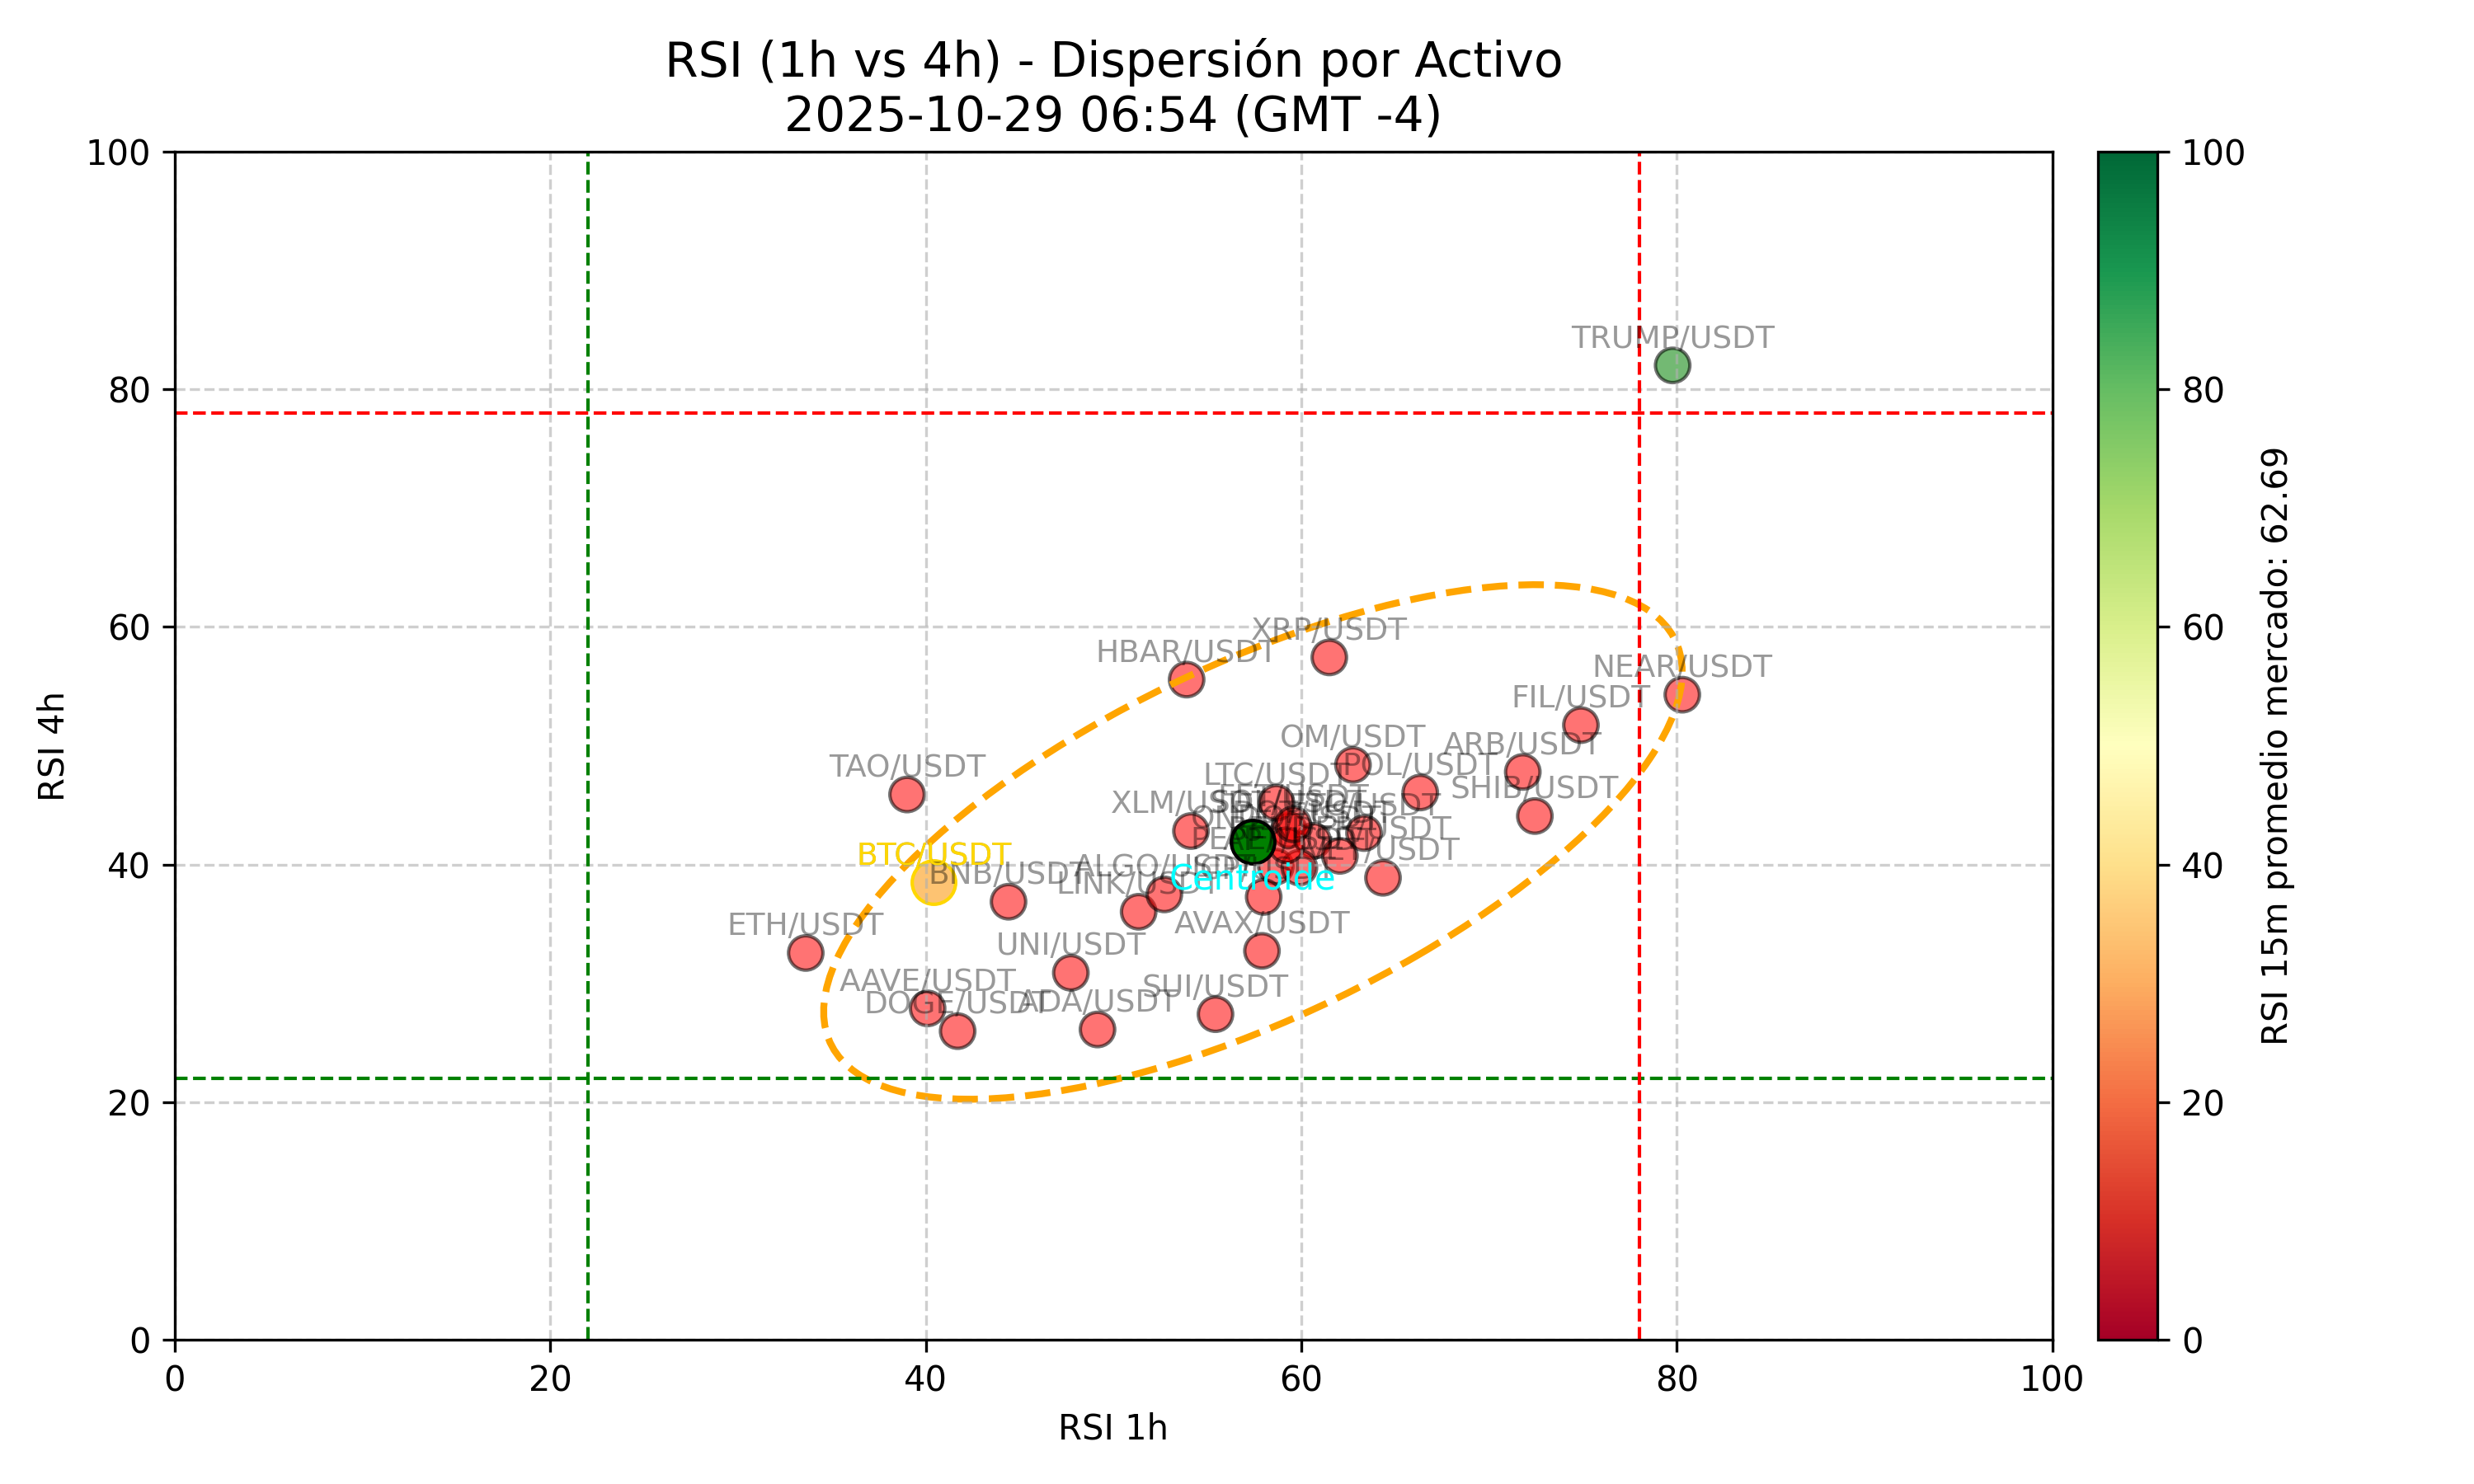 RSI (1h vs 4h) - Dispersión por Activo
2025-10-29 06:54 (GMT -4)
100
80
60
40
20
0
RSI 4h
0
20
40
60
80
100
RSI 1h
TRUMP/USDT
XRP/USDT
HBAR/USDT
NEAR/USDT
FIL/USDT
OM/USDT
ARB/USDT
TAO/USDT
POL/USDT
LTC/USDT
SHIB/USDT
XLM/USDT
BTC/USDT
BNB/USDT
ALGO/USDT
LINK/USDT
Centroide
ETH/USDT
AVAX/USDT
UNI/USDT
AAVE/USDT
SUI/USDT
DOGE/USDT
ADA/USDT
100
80
60
40
20
0
RSI 15m promedio mercado: 62.69